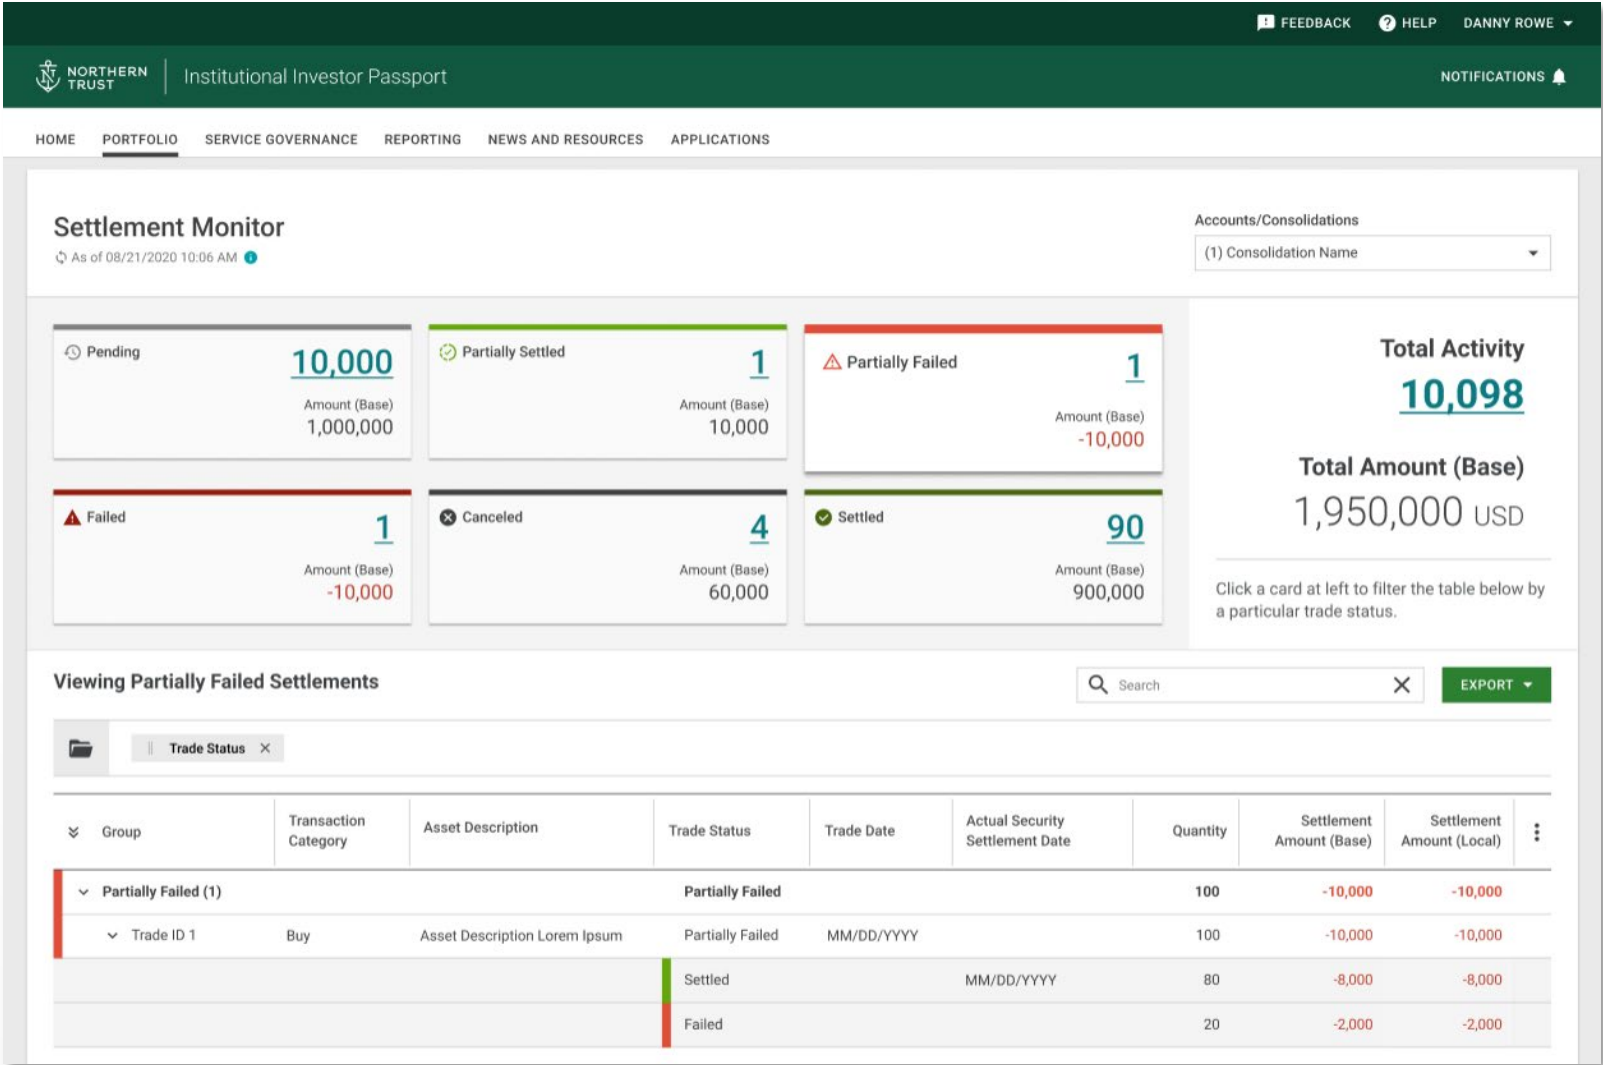 FEEDBACK HELP DANNY ROWE
NORTHERN
TRUST
Institutional Investor Passport
NOTIFICATIONS
HOME PORTFOLIO SERVICE GOVERNANCE REPORTING NEWS AND RESOURCES APPLICATIONS
Settlement Monitor
As of 08/21/2020 10:06 AM
Accounts/Consolidations
(1) Consolidation Name
Pending
10,000
Amount (Base)
1,000,000
Partially Settled
1
Amount (Base)
10,000
Partially Failed
1
Amount (Base)
-10,000
Total Activity
10,098
Total Amount (Base)
1,950,000 USD
Click a card at left to filter the table below by
a particular trade status.
Failed
1
Amount (Base)
-10,000
Canceled
4
Amount (Base)
60,000
Settled
90
Amount (Base)
900,000
Viewing Partially Failed Settlements
Search
EXPORT
Trade Status
Group
Transaction
Category
Asset Description
Trade Status
Trade Date
Actual Security
Settlement Date
Quantity
Settlement
Amount (Base)
Settlement
Amount (Local)
Partially Failed (1) Partially Failed 100 -10,000 -10,000
Trade ID 1 Buy Asset Description Lorem Ipsum Partially Failed MM/DD/YYYY 100 -10,000 -10,000
Settled MM/DD/YYYY 80 -8,000 -8,000
Failed 20 -2,000 -2,000